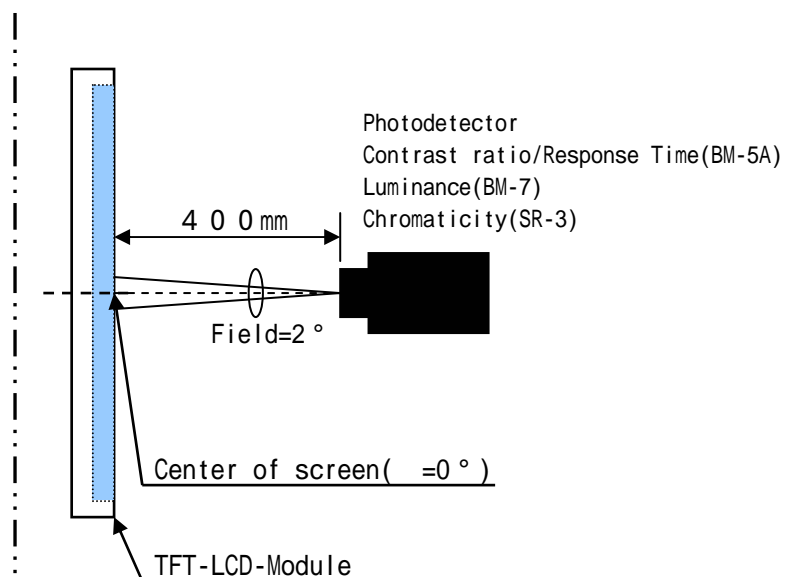 Photodetector
Contrast ratio/Response Time(BM-5A)
Luminance(BM-7)
Chromaticity(SR-3)
４００mm
Field=2°
Center of screen( =0°)
TFT-LCD-Module